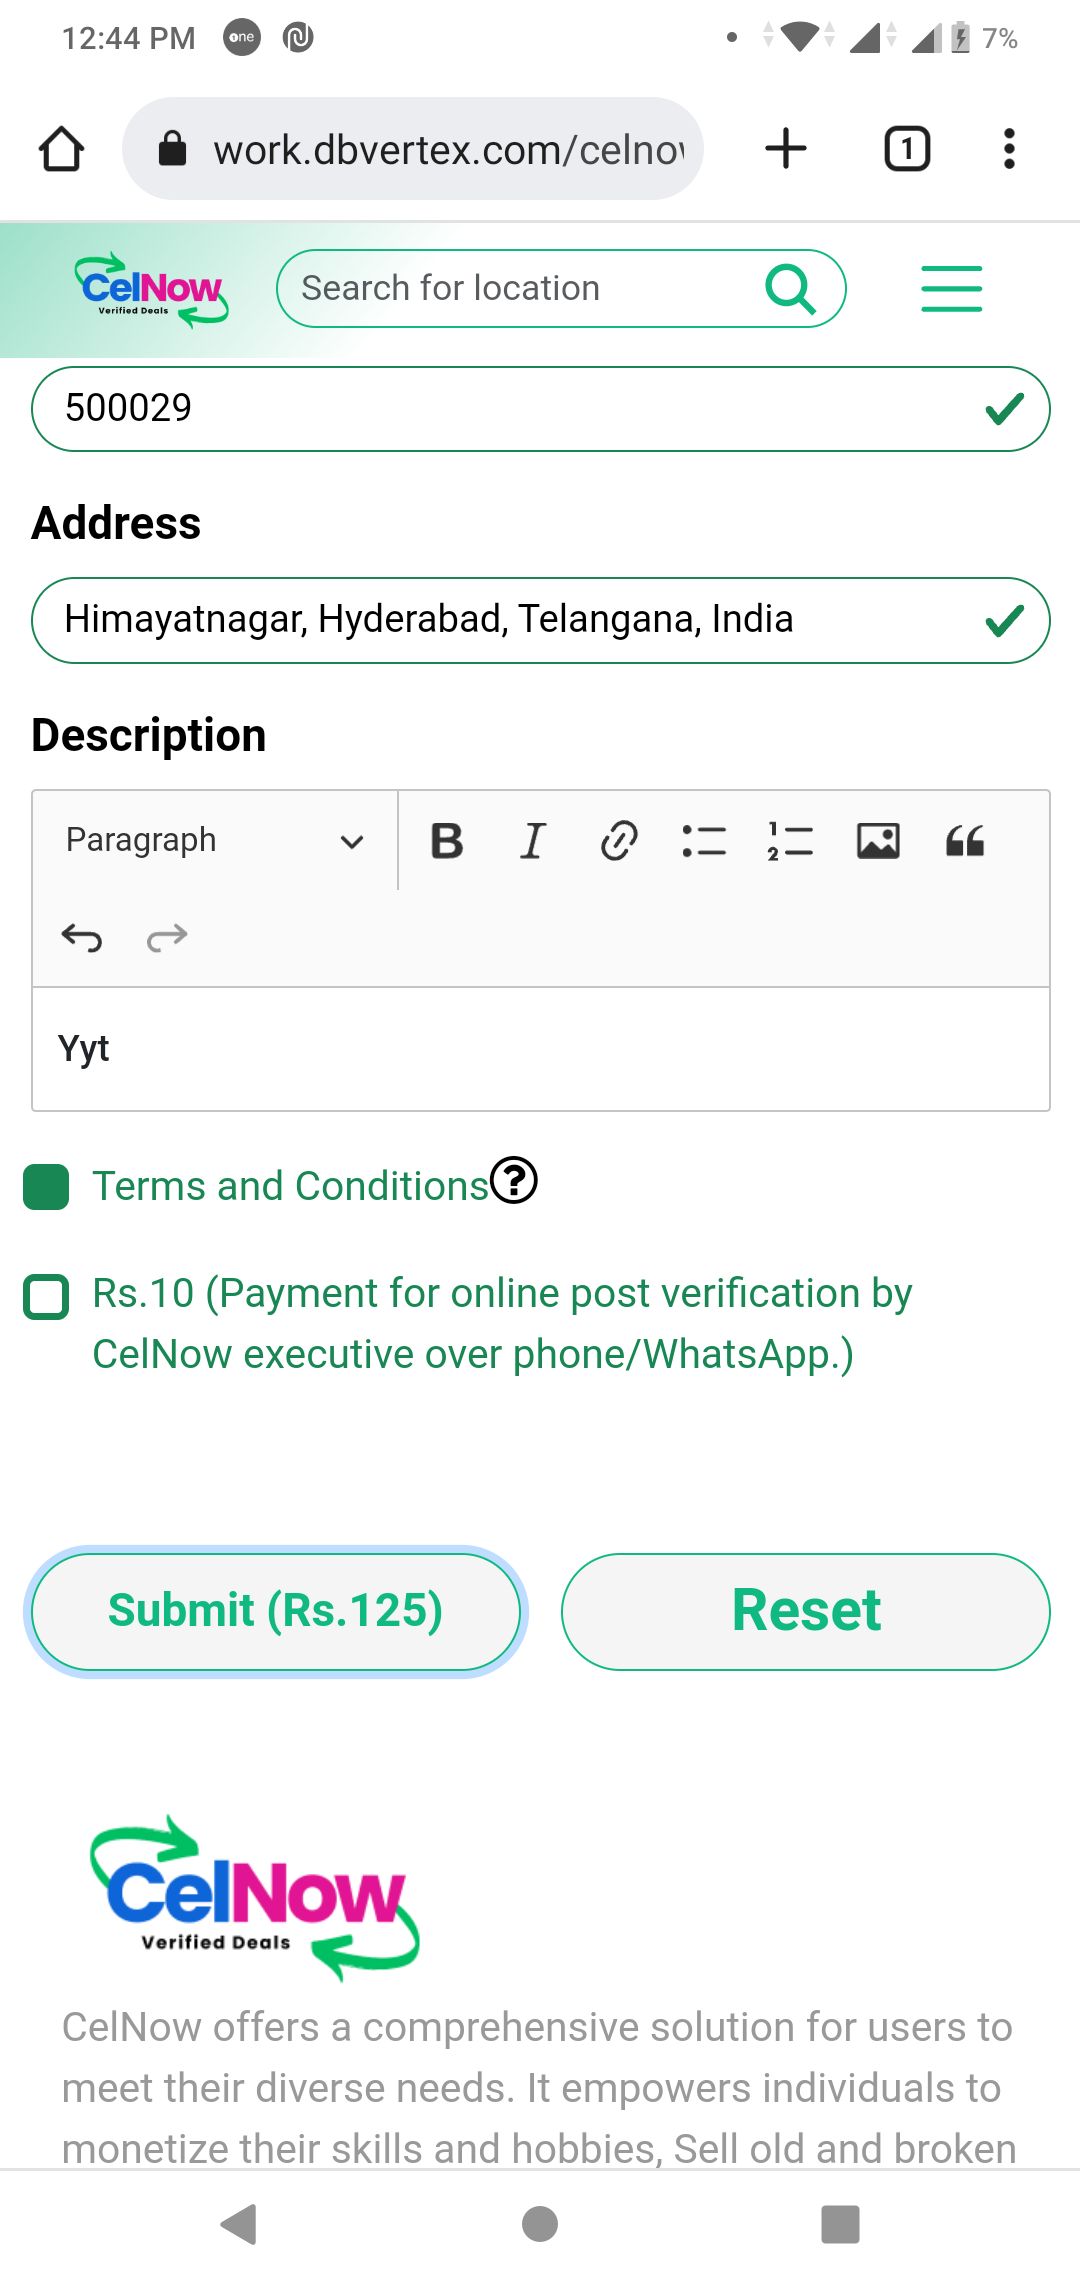 12:44 PM
one
7%
work.dbvertex.com/celno
1
CelNow
Verified Deals
Search for location
500029
Address
Himayatnagar, Hyderabad, Telangana, India
Description
Paragraph
B I
Yyt
Terms and Conditions
Rs.10 (Payment for online post verification by
CelNow executive over phone/WhatsApp.)
Submit (Rs.125)
Reset
CelNow
Verified Deals
CelNow offers a comprehensive solution for users to
meet their diverse needs. It empowers individuals to
monetize their skills and hobbies, Sell old and broken